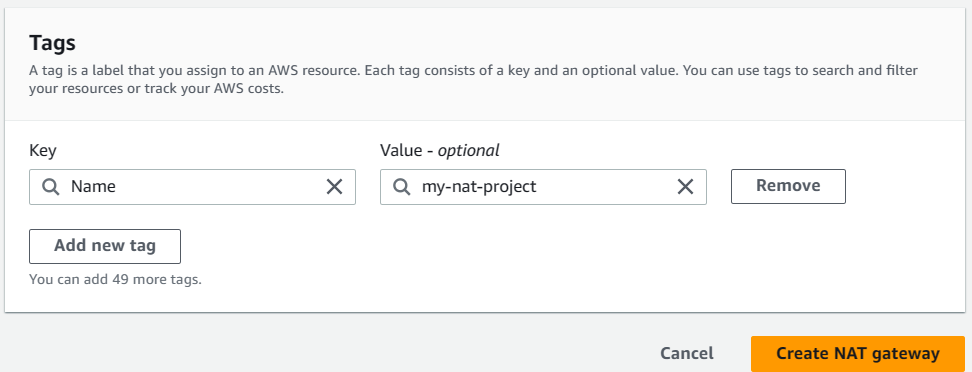 Tags
A tag is a label that you assign to an AWS resource. Each tag consists of a key and an optional value. You can use tags to search and filter
your resources or track your AWS costs.
Key
Value - optional
Name
my-nat-project
Remove
Add new tag
You can add 49 more tags.
Cancel
Create NAT gateway